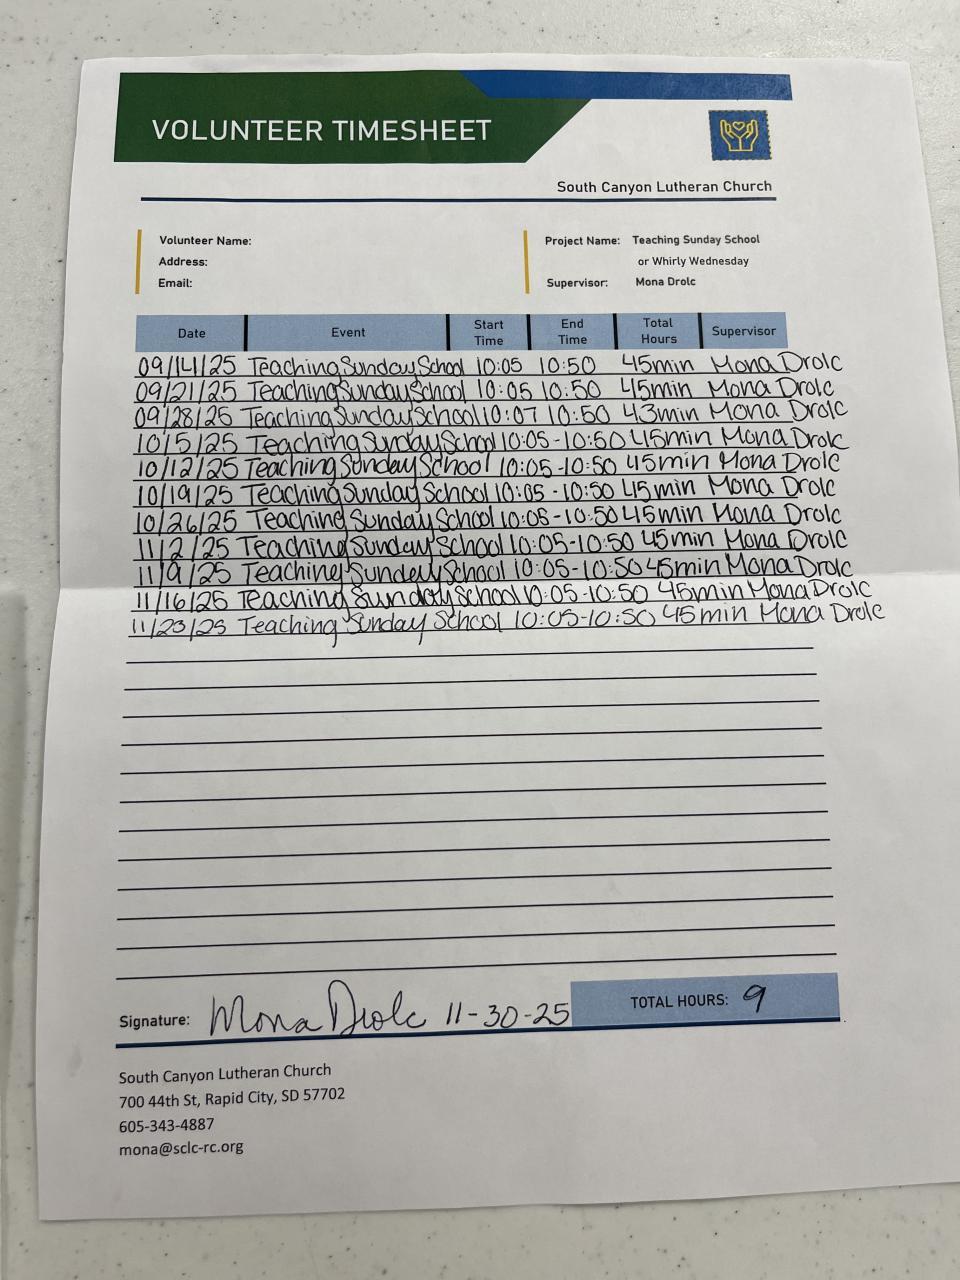 VOLUNTEER TIMESHEET
South Canyon Lutheran Church
Volunteer Name:
Address:
Email:
Project Name: Teaching Sunday School
or Whirly Wednesday
Supervisor: Mona Drolc
Date Event Start Time End Time Total Hours Supervisor
09/14/25 Teaching Sunday School 10:05 10:50 45min Mona Drolc
09/21/25 Teaching Sunday School 10:05 10:50 45min Mona Drolc
09/28/25 Teaching Sunday School 10:07 10:50 43min Mona Drolc
10/5/25 Teaching Sunday School 10:05-10:50 45min Mona Drolc
10/12/25 Teaching Sunday School 10:05-10:50 45min Mona Drolc
10/19/25 Teaching Sunday School 10:05-10:50 45min Mona Drolc
10/26/25 Teaching Sunday School 10:05-10:50 45min Mona Drolc
11/2/25 Teaching Sunday School 10:05-10:50 45min Mona Drolc
11/9/25 Teaching Sunday School 10:05-10:50 45min Mona Drolc
11/16/25 Teaching Sunday School 10:05-10:50 45min Mona Drolc
11/23/25 Teaching Sunday School 10:05-10:50 45min Mona Drolc
Signature: Mona Drolc 11-30-25 TOTAL HOURS: 9
South Canyon Lutheran Church
700 44th St, Rapid City, SD 57702
605-343-4887
mona@sclc-rc.org